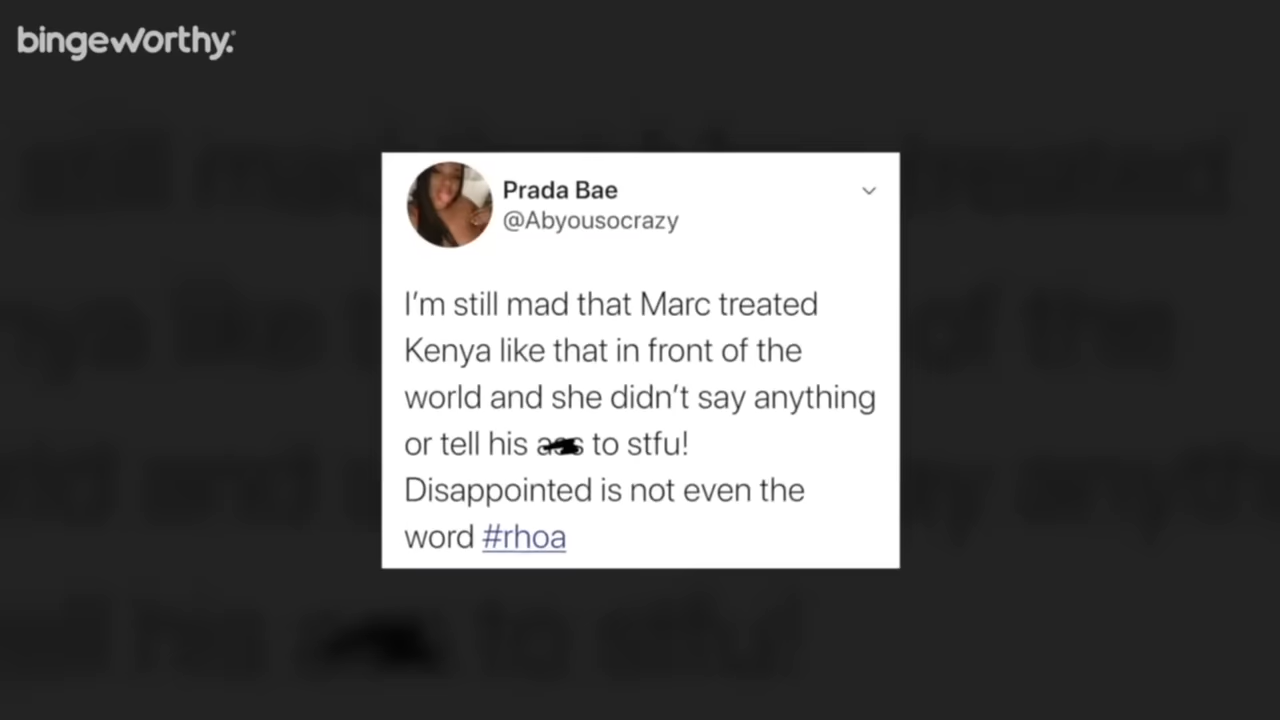 bingeworthy.
Prada Bae
@Abyousocrazy
I'm still mad that Marc treated
Kenya like that in front of the
world and she didn't say anything
or tell his to stfu!
Disappointed is not even the
word #rhoa